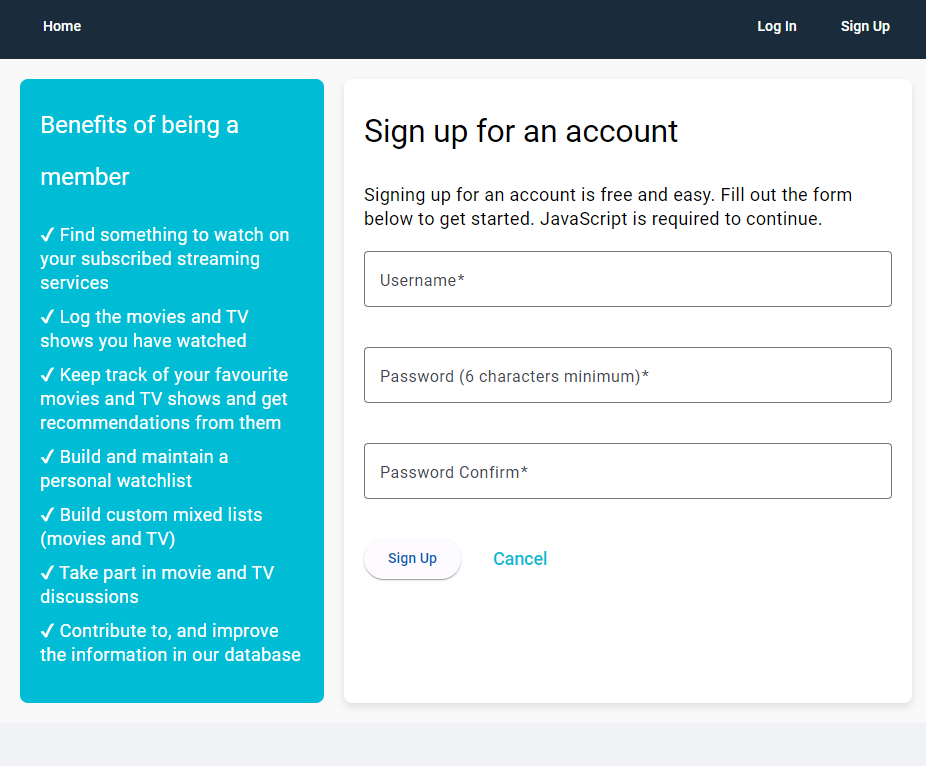 Home
Log In
Sign Up
Benefits of being a
member
✓ Find something to watch on
your subscribed streaming
services
✓ Log the movies and TV
shows you have watched
✓ Keep track of your favourite
movies and TV shows and get
recommendations from them
✓ Build and maintain a
personal watchlist
✓ Build custom mixed lists
(movies and TV)
✓ Take part in movie and TV
discussions
✓ Contribute to, and improve
the information in our database
Sign up for an account
Signing up for an account is free and easy. Fill out the form
below to get started. JavaScript is required to continue.
Username*
Password (6 characters minimum)*
Password Confirm*
Sign Up
Cancel